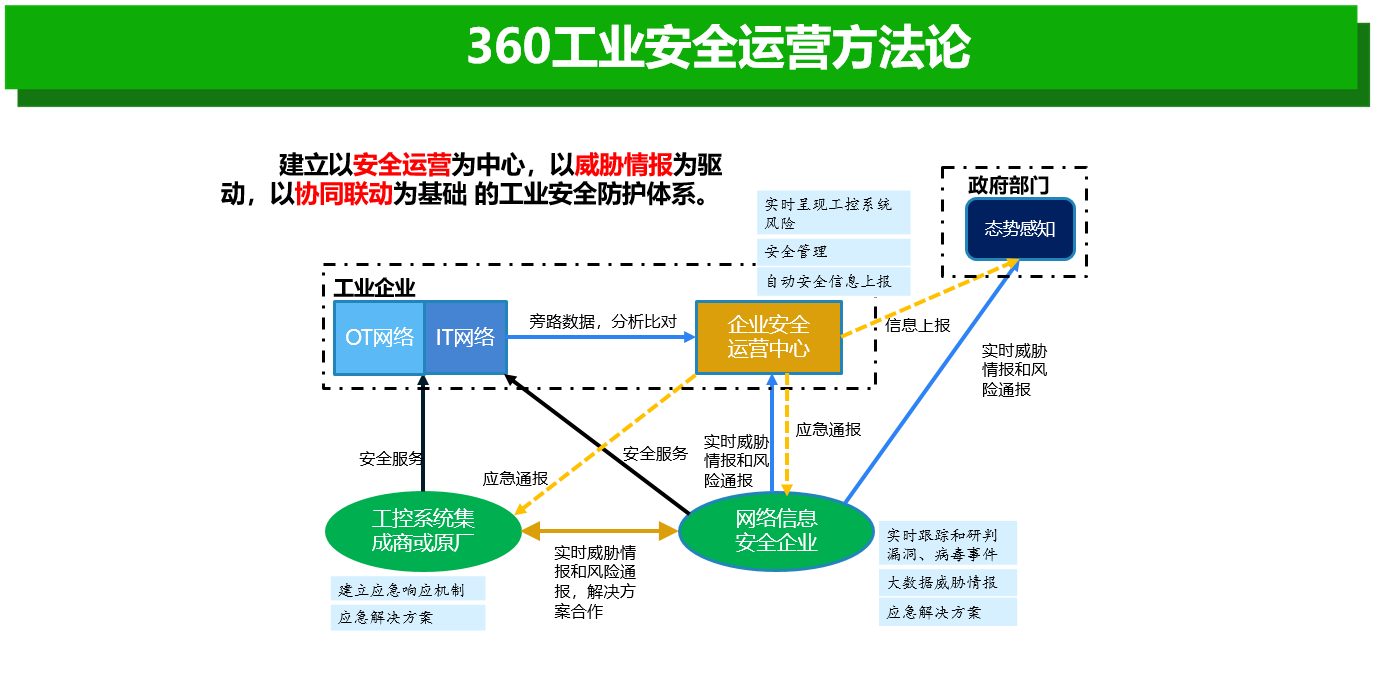 360工业安全运营方法论
建立以安全运营为中心，以威胁情报为驱
动，以协同联动为基础 的工业安全防护体系。
政府部门
态势感知
实时呈现工控系统
风险
安全管理
自动安全信息上报
工业企业
OT网络
IT网络
旁路数据，分析比对
企业安全
运营中心
信息上报
实时威胁
情报和风
险通报
安全服务
应急通报
安全服务
实时威胁
情报和风
险通报
应急通报
工控系统集
成商或原厂
网络信息
安全企业
实时威胁情
报和风险通
报，解决方
案合作
建立应急响应机制
应急解决方案
实时跟踪和研判
漏洞、病毒事件
大数据威胁情报
应急解决方案